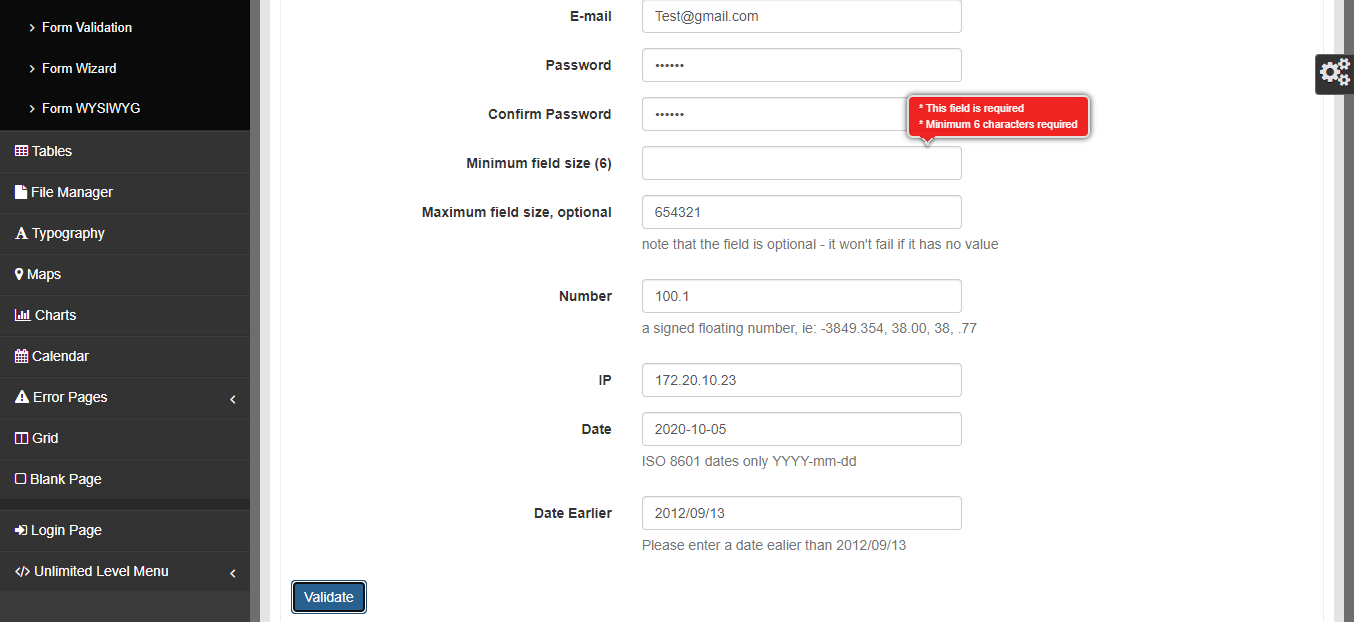 Form Validation
Form Wizard
Form WYSIWYG
Tables
File Manager
Typography
Maps
Charts
Calendar
Error Pages
Grid
Blank Page
Login Page
Unlimited Level Menu
E-mail Test@gmail.com
Password ••••••
Confirm Password ••••••
* This field is required
* Minimum 6 characters required
Minimum field size (6)
Maximum field size, optional 654321
note that the field is optional - it won't fail if it has no value
Number 100.1
a signed floating number, ie: -3849.354, 38.00, 38, .77
IP 172.20.10.23
Date 2020-10-05
ISO 8601 dates only YYYY-mm-dd
Date Earlier 2012/09/13
Please enter a date ealier than 2012/09/13
Validate